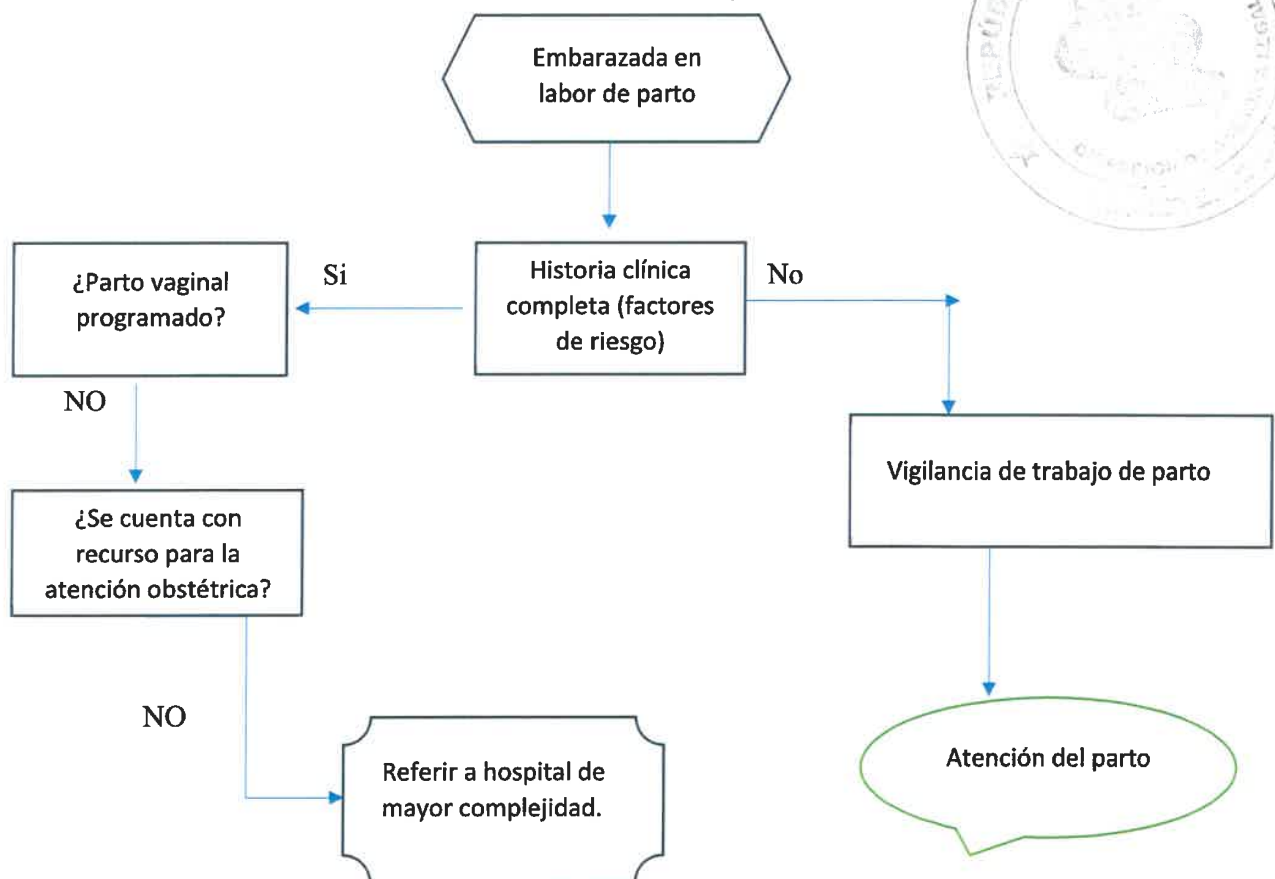 Embarazada en
labor de parto
Si
Historia clínica
completa (factores
de riesgo)
No
¿Parto vaginal
programado?
NO
¿Se cuenta con
recurso para la
atención obstétrica?
Vigilancia de trabajo de parto
NO
Referir a hospital de
mayor complejidad.
Atención del parto